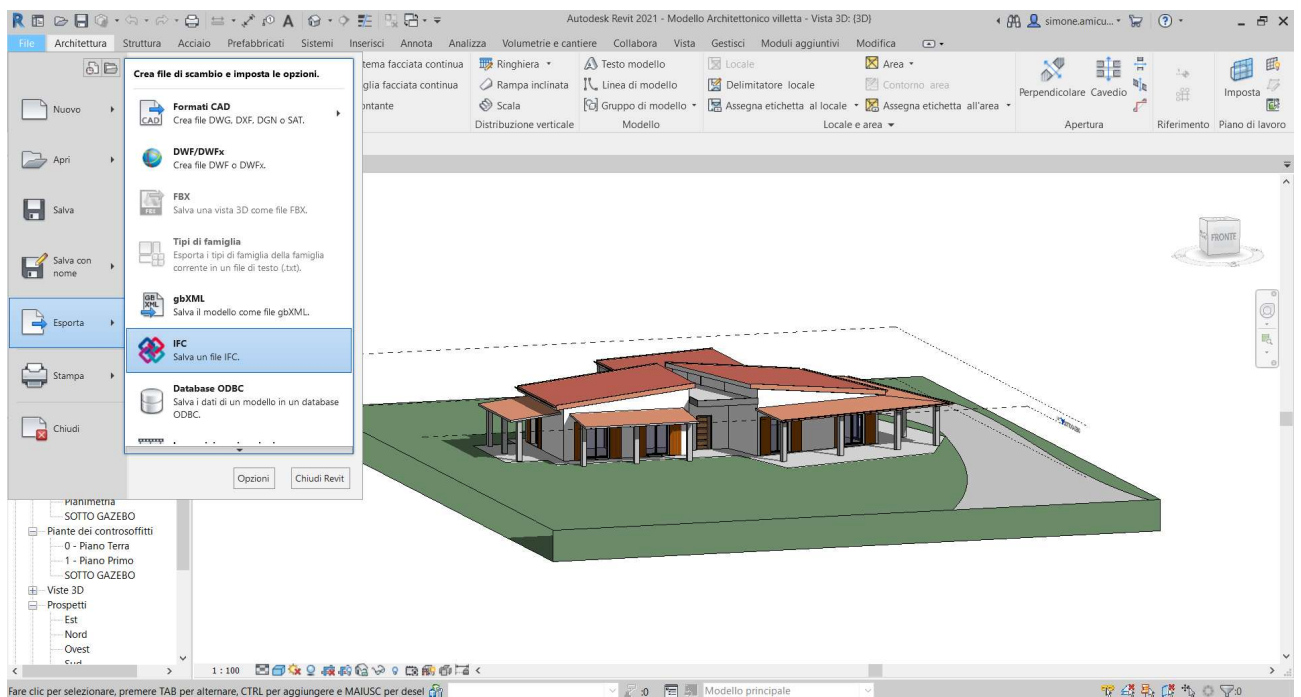 Autodesk Revit 2021 - Modello Architettonico villetta - Vista 3D: {3D}
simone.amicu...
File Architettura Struttura Acciaio Prefabbricati Sistemi Inserisci Annota Analizza Volumetrie e cantiere Collabora Vista Gestisci Moduli aggiuntivi Modifica
tema facciata continua Ringhiera Testo modello Locale Area
glia facciata continua Rampa inclinata Linea di modello Delimitatore locale Contorno area
ontante Scala Gruppo di modello Assegna etichetta al locale Assegna etichetta all'area
Perpendicolare Cavedio Imposta
Distribuzione verticale Modello Locale e area Apertura Riferimento Piano di lavoro
Nuovo
Apri
Salva
Salva con
nome
Esporta
Stampa
Chiudi
Crea file di scambio e imposta le opzioni.
CAD
Formati CAD
Crea file DWG, DXF, DGN o SAT.
DWF/DWFx
Crea file DWF o DWFx.
FBX
FBX
Salva una vista 3D come file FBX.
Tipi di famiglia
Esporta i tipi di famiglia della famiglia
corrente in un file di testo (.txt).
GB
XML
gbXML
Salva il modello come file gbXML.
IFC
Salva un file IFC.
Database ODBC
Salva i dati di un modello in un database
ODBC.
Opzioni Chiudi Revit
FRONTE
Planimetria
SOTTO GAZEBO
Piante dei controsoffitti
0 - Piano Terra
1 - Piano Primo
SOTTO GAZEBO
Viste 3D
Prospetti
Est
Nord
Ovest
Sud
1 : 100
Fare clic per selezionare, premere TAB per alternare, CTRL per aggiungere e MAIUSC per desel
:0 Modello principale :0